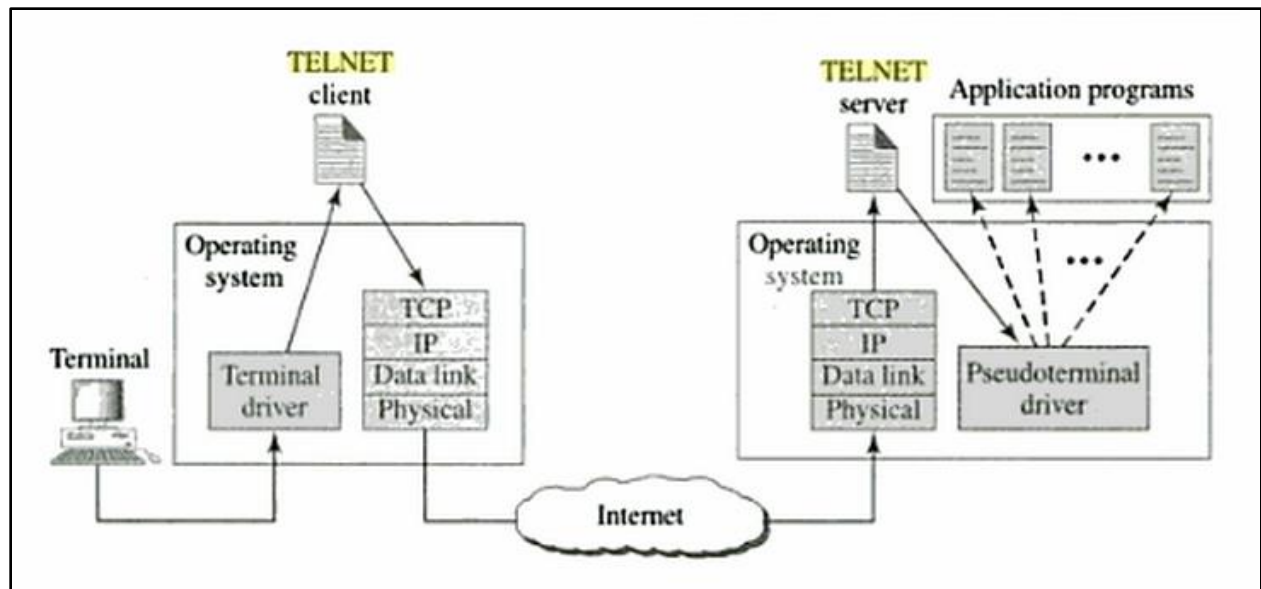 TELNET
client
Operating
system
TCP
IP
Data link
Physical
Terminal
driver
Terminal
Internet
TELNET
server
Application programs
Operating
system
TCP
IP
Data link
Physical
Pseudoterminal
driver